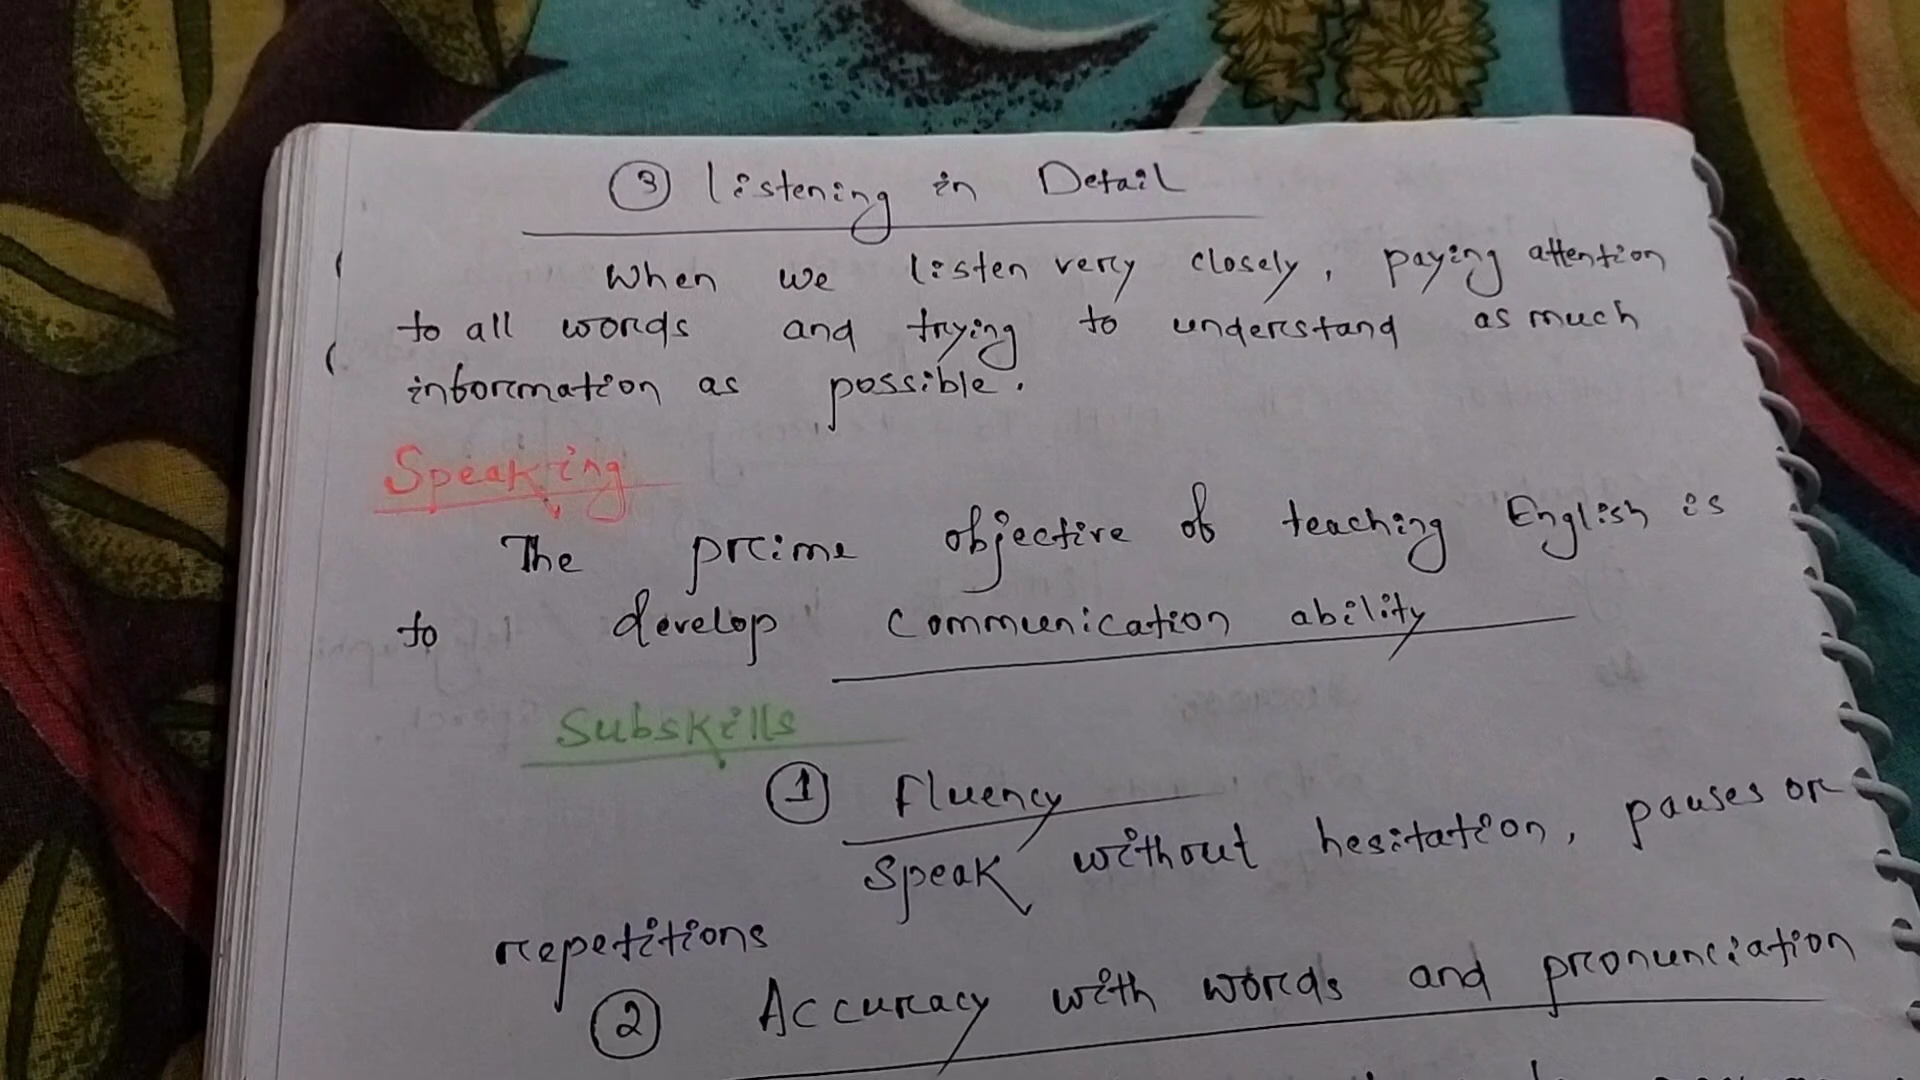 ③ Listening in Detail
When we listen very closely, paying attention
to all words and trying to understand as much
information as possible.
Speaking
The prime objective of teaching English is
to develop communication ability
Subskills
① Fluency
Speak without hesitation, pauses or
repetitions
② Accuracy with words and pronunciation